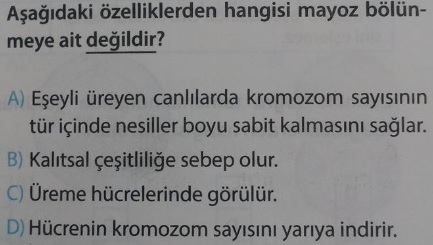 Aşağıdaki özelliklerden hangisi mayoz bölün-
meye ait değildir?
A) Eşeyli üreyen canlılarda kromozom sayısının
tür içinde nesiller boyu sabit kalmasını sağlar.
B) Kalıtsal çeşitliliğe sebep olur.
C) Üreme hücrelerinde görülür.
D) Hücrenin kromozom sayısını yarıya indirir.